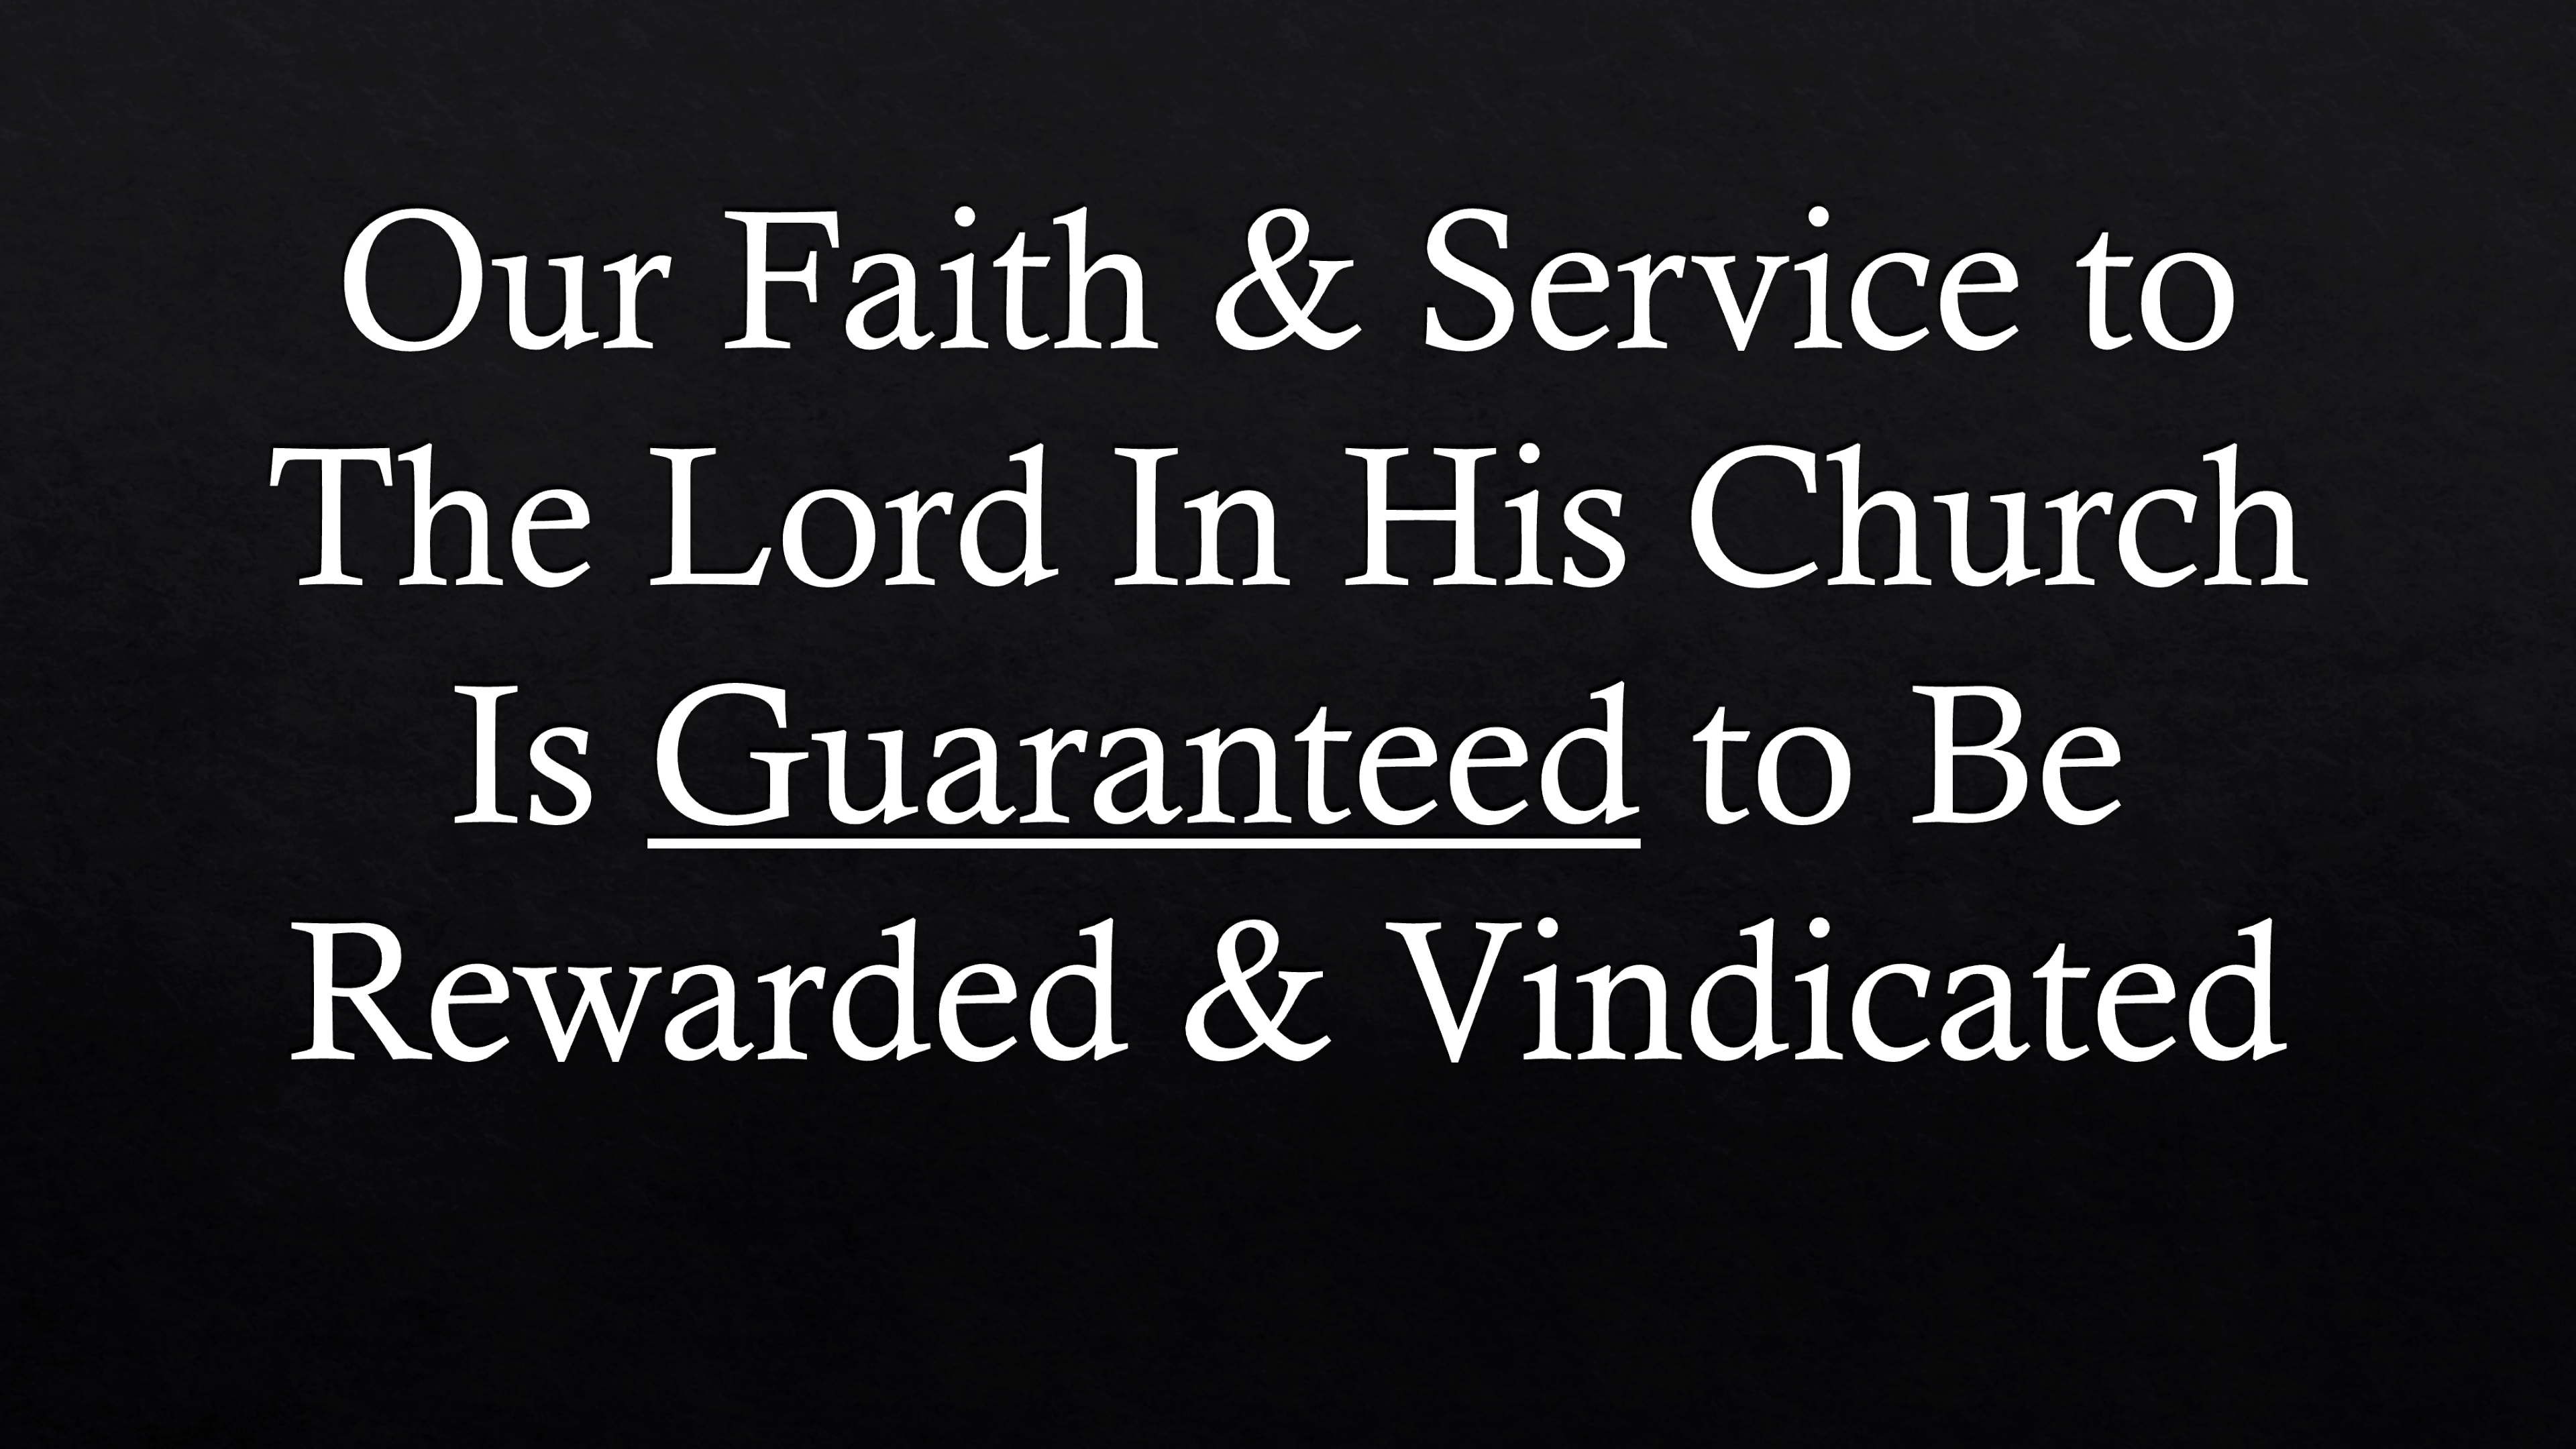 Our Faith & Service to
The Lord In His Church
Is Guaranteed to Be
Rewarded & Vindicated